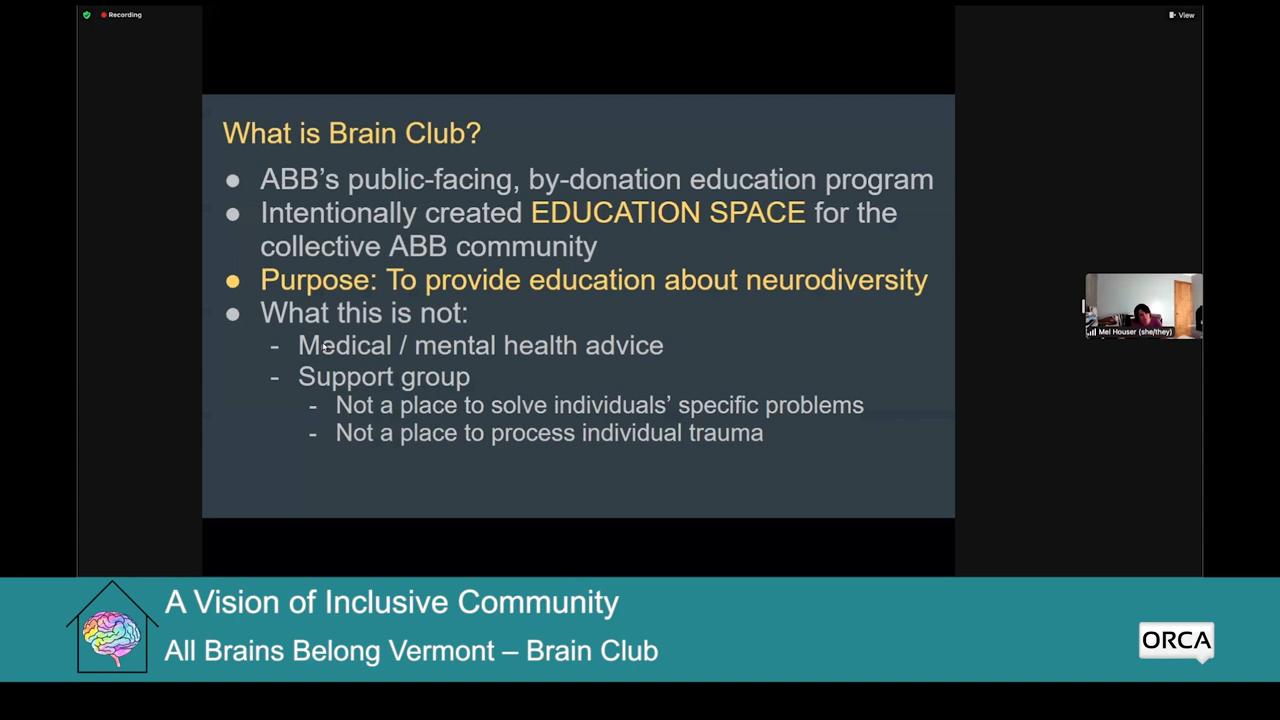 Recording
View
What is Brain Club?
● ABB's public-facing, by-donation education program
● Intentionally created EDUCATION SPACE for the
collective ABB community
● Purpose: To provide education about neurodiversity
● What this is not:
- Medical / mental health advice
- Support group
- Not a place to solve individuals' specific problems
- Not a place to process individual trauma
Mel Houser (she/they)
A Vision of Inclusive Community
All Brains Belong Vermont – Brain Club
ORCA